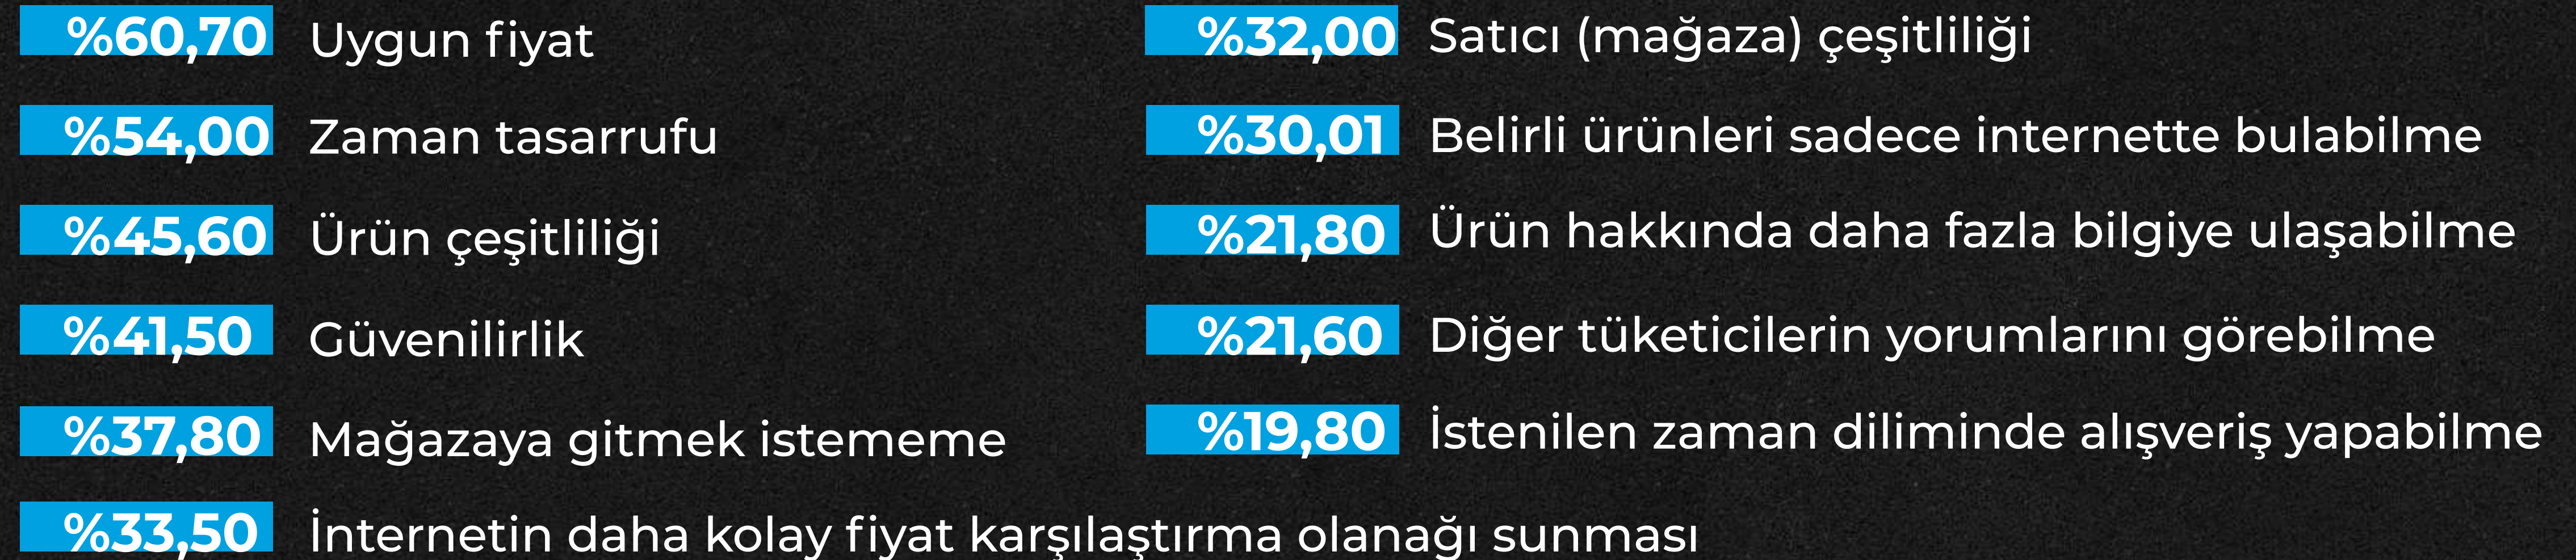 %60,70 Uygun fiyat
%54,00 Zaman tasarrufu
%45,60 Ürün çeşitliliği
%41,50 Güvenilirlik
%37,80 Mağazaya gitmek istememe
%33,50 İnternetin daha kolay fiyat karşılaştırma olanağı sunması
%32,00 Satıcı (mağaza) çeşitliliği
%30,01 Belirli ürünleri sadece internette bulabilme
%21,80 Ürün hakkında daha fazla bilgiye ulaşabilme
%21,60 Diğer tüketicilerin yorumlarını görebilme
%19,80 İstenilen zaman diliminde alışveriş yapabilme